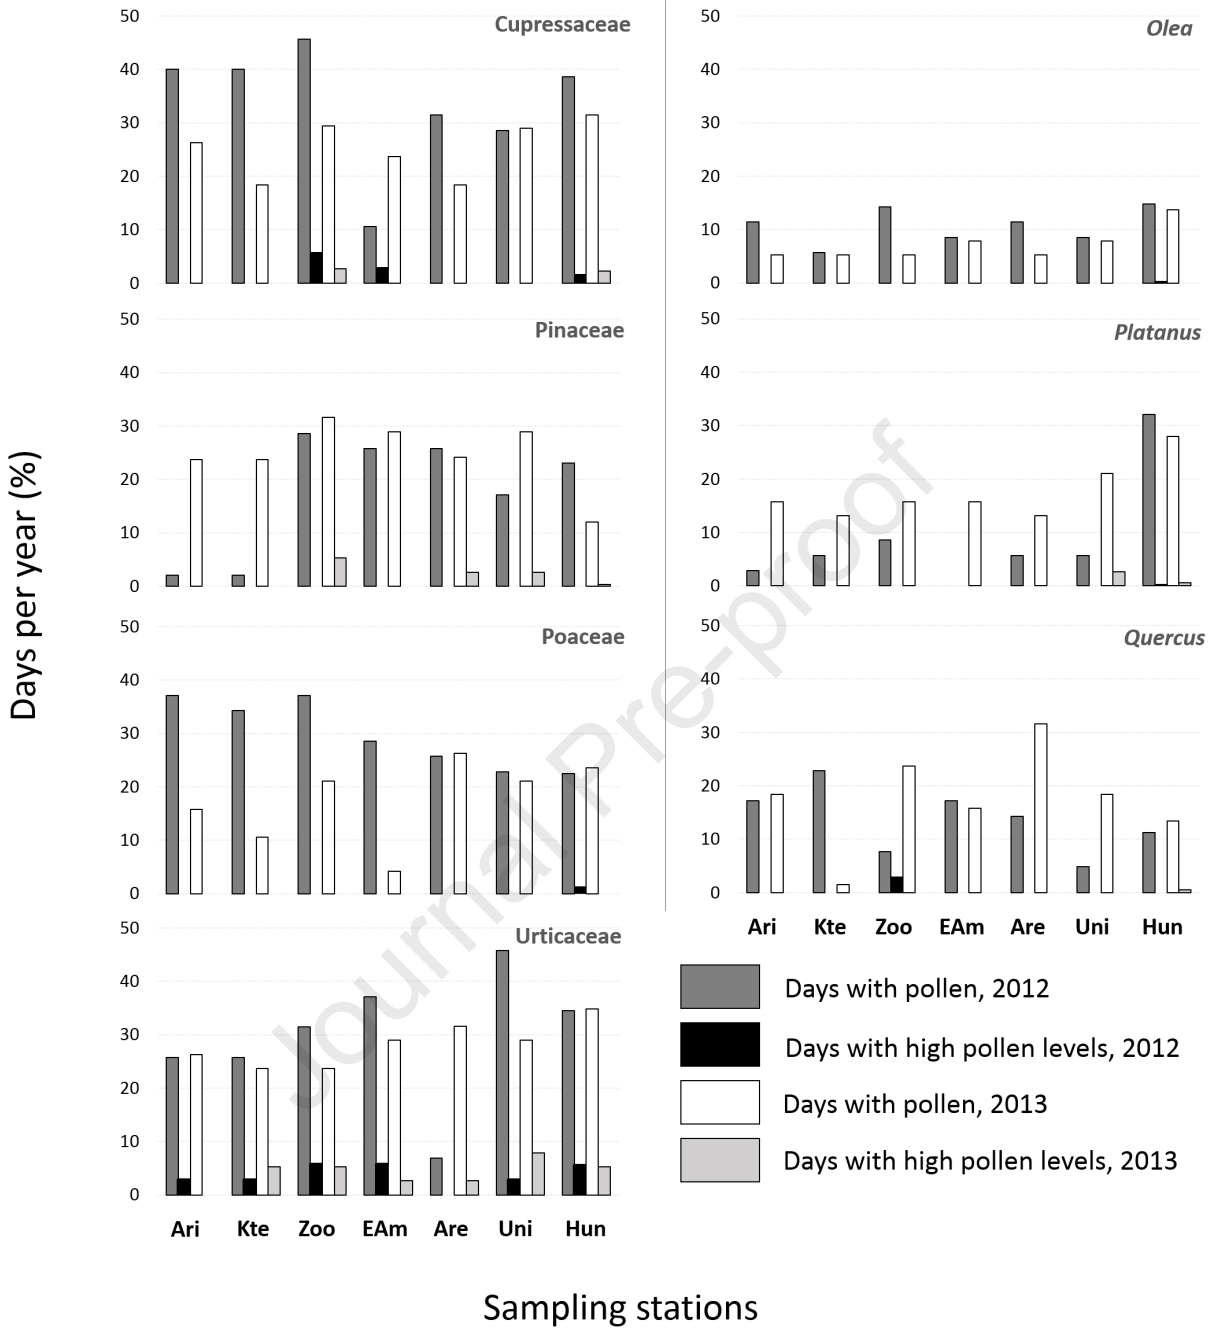 Days per year (%)
Cupressaceae
50
40
30
20
10
0
Olea
50
40
30
20
10
0
Pinaceae
50
40
30
20
10
0
Platanus
50
40
30
20
10
0
Poaceae
50
40
30
20
10
0
Quercus
50
40
30
20
10
0
Ari Kte Zoo EAm Are Uni Hun
Urticaceae
50
40
30
20
10
0
Ari Kte Zoo EAm Are Uni Hun
Days with pollen, 2012
Days with high pollen levels, 2012
Days with pollen, 2013
Days with high pollen levels, 2013
Sampling stations
Journal Pre-proof